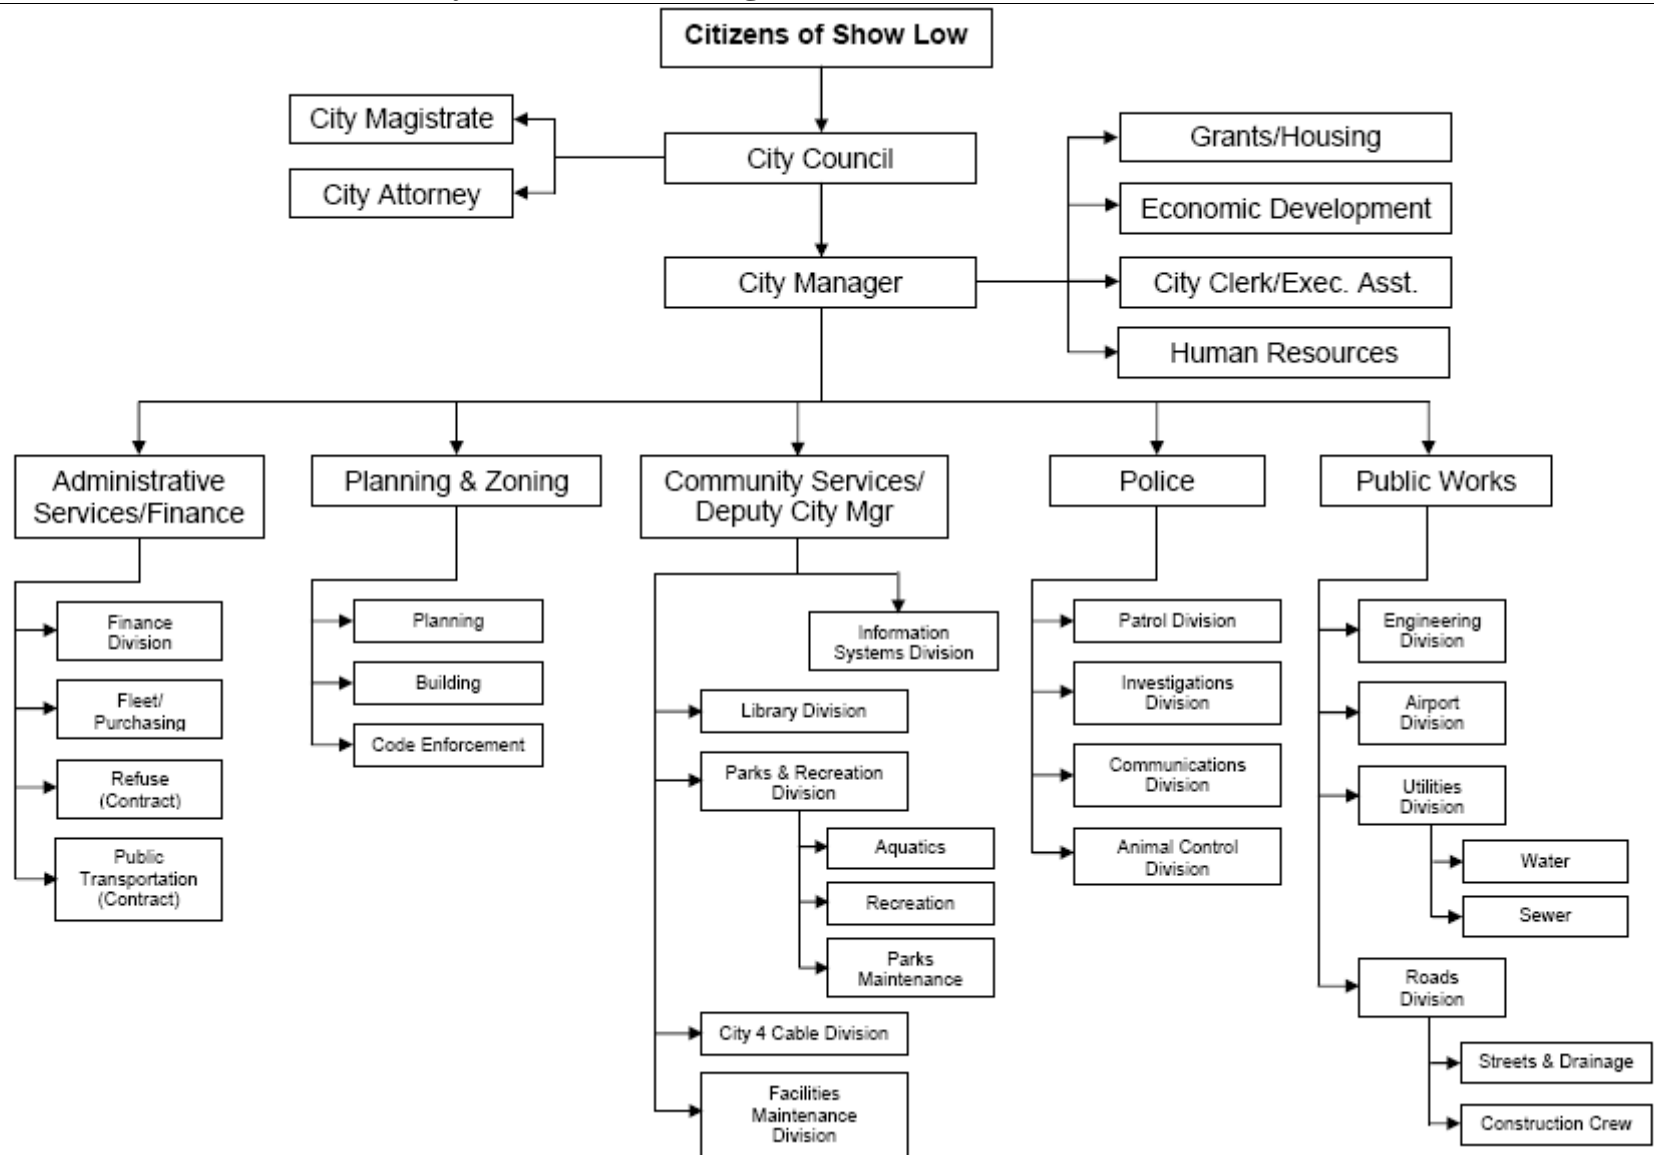 Citizens of Show Low
City Magistrate
City Attorney
City Council
City Manager
Grants/Housing
Economic Development
City Clerk/Exec. Asst.
Human Resources
Administrative
Services/Finance
Planning & Zoning
Community Services/
Deputy City Mgr
Police
Public Works
Finance
Division
Fleet/
Purchasing
Refuse
(Contract)
Public
Transportation
(Contract)
Planning
Building
Code Enforcement
Information
Systems Division
Library Division
Parks & Recreation
Division
Aquatics
Recreation
Parks
Maintenance
City 4 Cable Division
Facilities
Maintenance
Division
Patrol Division
Investigations
Division
Communications
Division
Animal Control
Division
Engineering
Division
Airport
Division
Utilities
Division
Water
Sewer
Roads
Division
Streets & Drainage
Construction Crew